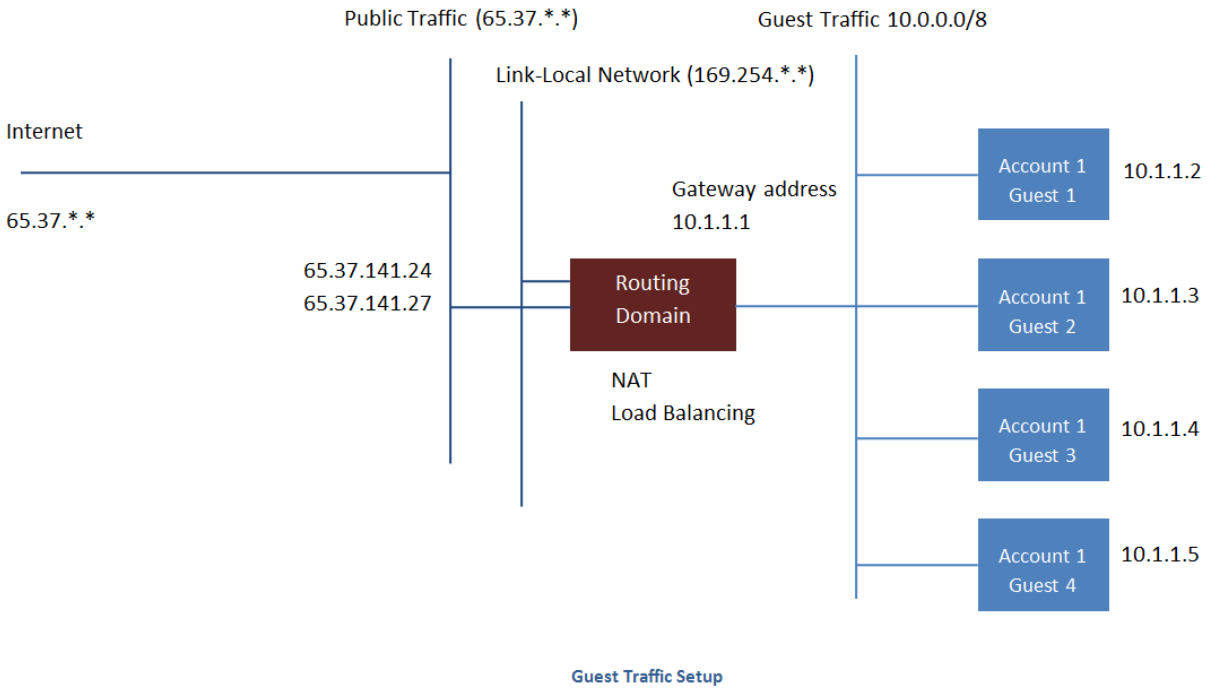 Public Traffic (65.37.*.*)
Guest Traffic 10.0.0.0/8
Link-Local Network (169.254.*.*)
Internet
65.37.*.*
Gateway address
10.1.1.1
65.37.141.24
65.37.141.27
Routing
Domain
NAT
Load Balancing
Account 1
Guest 1
10.1.1.2
Account 1
Guest 2
10.1.1.3
Account 1
Guest 3
10.1.1.4
Account 1
Guest 4
10.1.1.5
Guest Traffic Setup